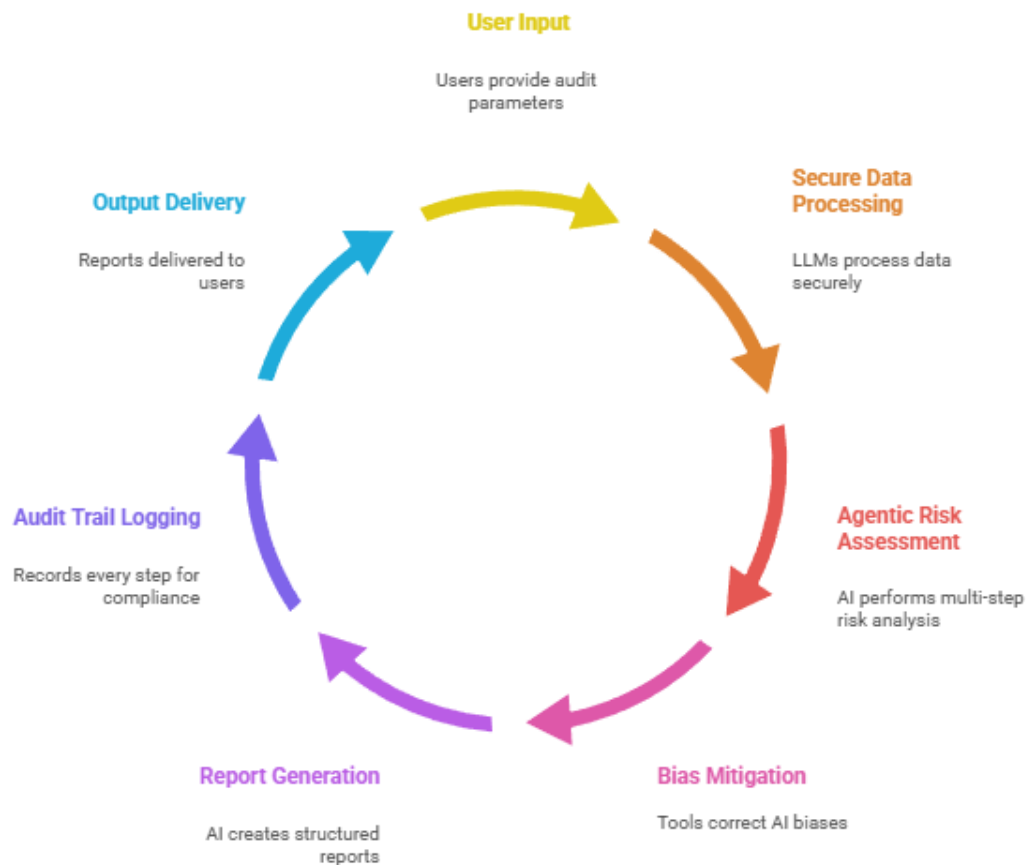 User Input
Users provide audit
parameters
Secure Data
Processing
LLMs process data
securely
Agentic Risk
Assessment
AI performs multi-step
risk analysis
Bias Mitigation
Tools correct AI biases
Report Generation
AI creates structured
reports
Audit Trail Logging
Records every step for
compliance
Output Delivery
Reports delivered to
users